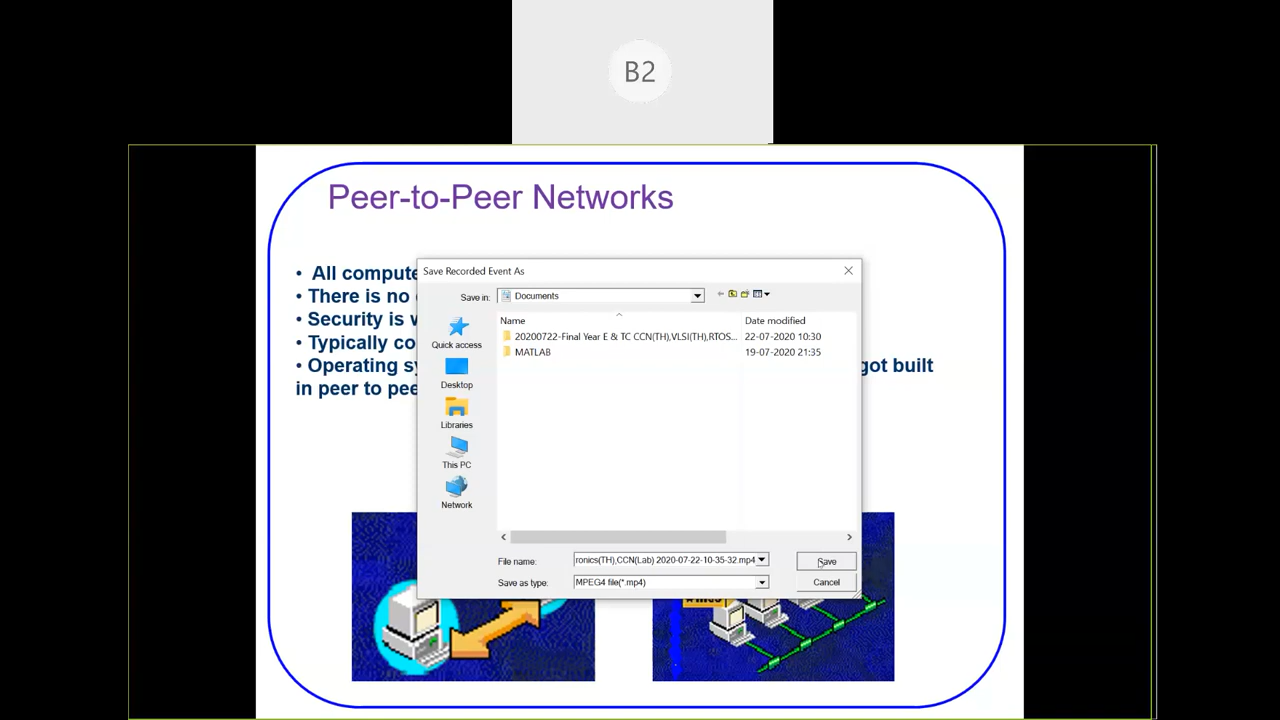 B2
Peer-to-Peer Networks
• All compute
• There is no
• Security is
• Typically co
• Operating sy
got built
in peer to pee
Save Recorded Event As
Save in:
Documents
Name
Date modified
20200722-Final Year E & TC CCN(TH),VLSI(TH),RTOS...
22-07-2020 10:30
MATLAB
19-07-2020 21:35
Quick access
Desktop
Libraries
This PC
Network
File name:
ronics(TH),CCN(Lab) 2020-07-22-10-35-32.mp4
Save
Save as type:
MPEG4 file(*.mp4)
Cancel